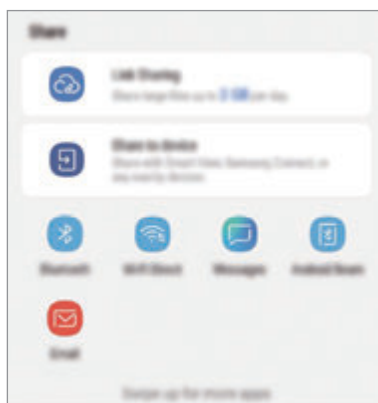 Share
Link Sharing
Share large files up to 2 GB per day.
Share to device
Share with Smart View, Samsung Connect, or
any nearby devices.
Bluetooth
Wi-Fi Direct
Messages
Android Beam
Email
Swipe up for more apps